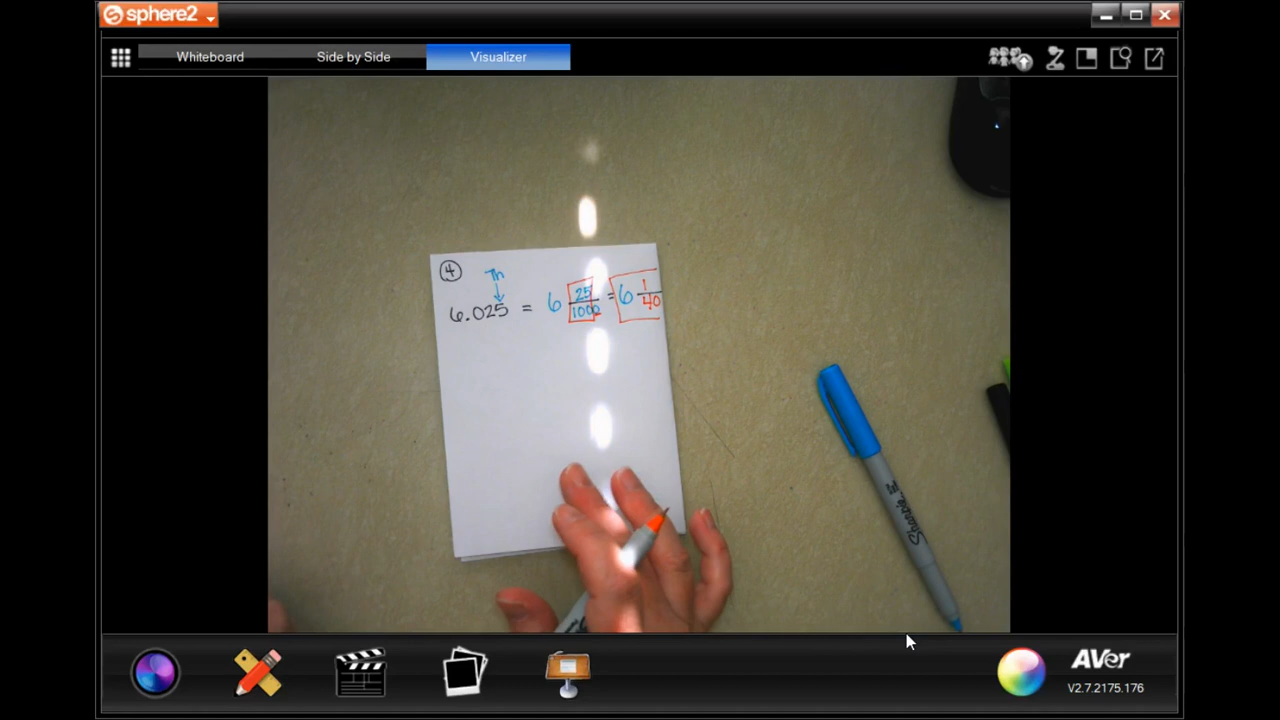 sphere2
Whiteboard Side by Side Visualizer
④
Th
6.025 = 6 25/1000 = 6 1/40
Sharpie
AVer
V2.7.2175.176